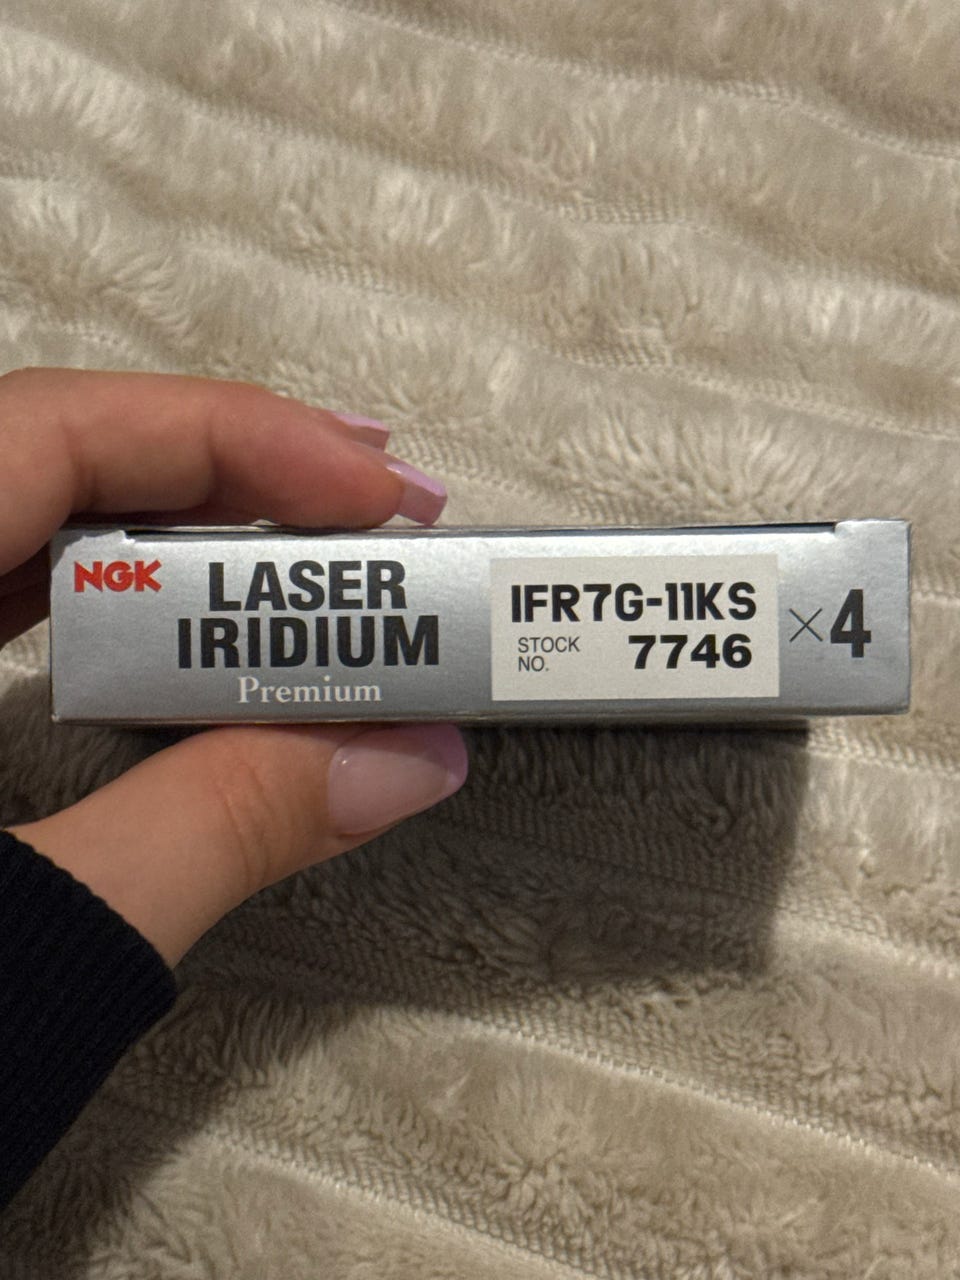 NGK
LASER
IRIDIUM
Premium
IFR7G-11KS
STOCK
NO.
7746
×4